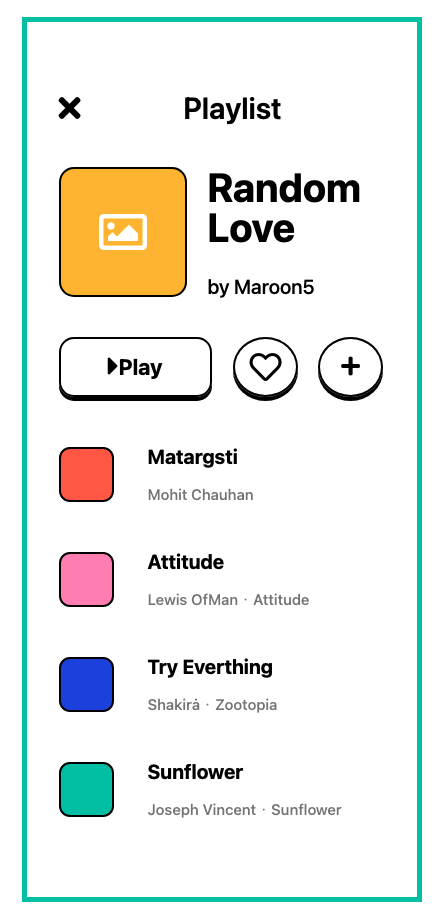 Playlist
Random
Love
by Maroon5
Play
Matargsti
Mohit Chauhan
Attitude
Lewis OfMan · Attitude
Try Everthing
Shakirá · Zootopia
Sunflower
Joseph Vincent · Sunflower